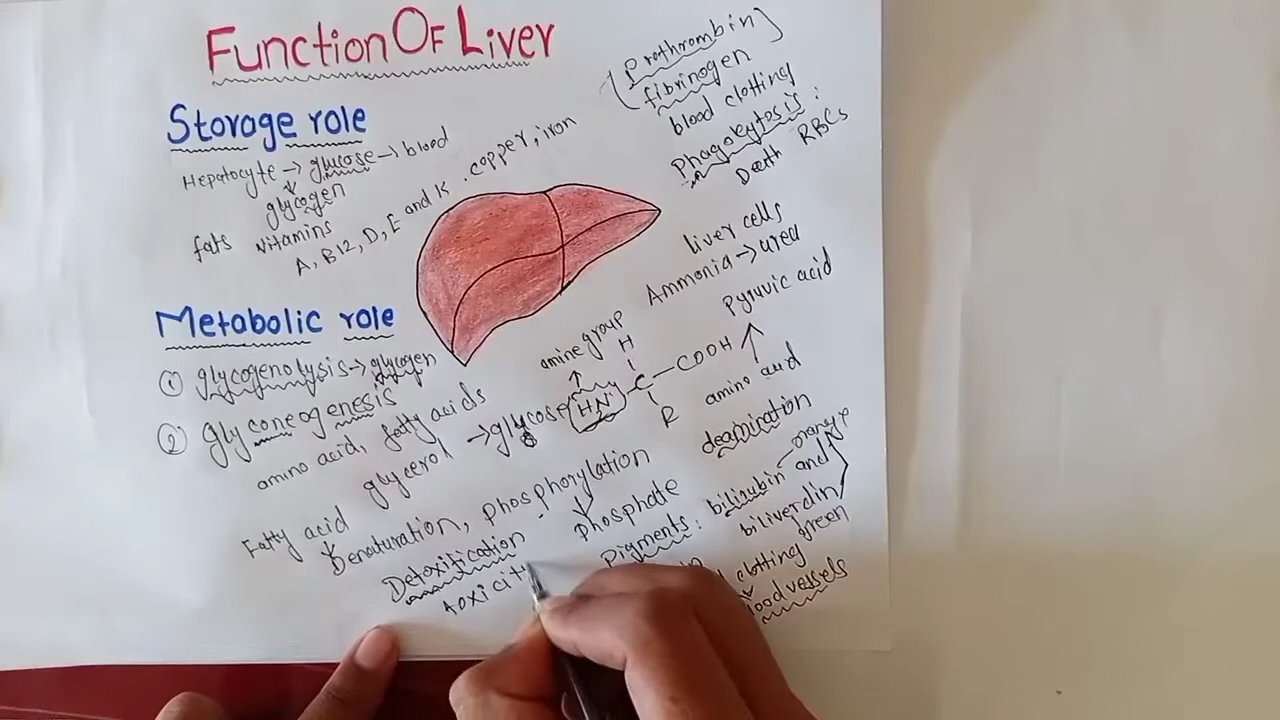 Function Of Liver
Storage role
Hepatocyte → glucose → blood
glycogen
fats vitamins
A, B12, D, E and K. copper, iron
Metabolic role
① glycogenolysis → glycogen
② glyconeogenesis
amino acid, fatty acids
glycerol → glycose
Fatty acid
Denaturation, phosphorylation
phosphate
Detoxification
toxicit
Prothrombin
fibrinogen
blood clotting
phagocytosis:
Death RBCs
liver cells
Ammonia → urea
pyruvic acid
amino acid
deamination
amine group
H
HN C — COOH
R
Pigments: bilirubin and orange
biliverdin
green
clotting
blood vessels